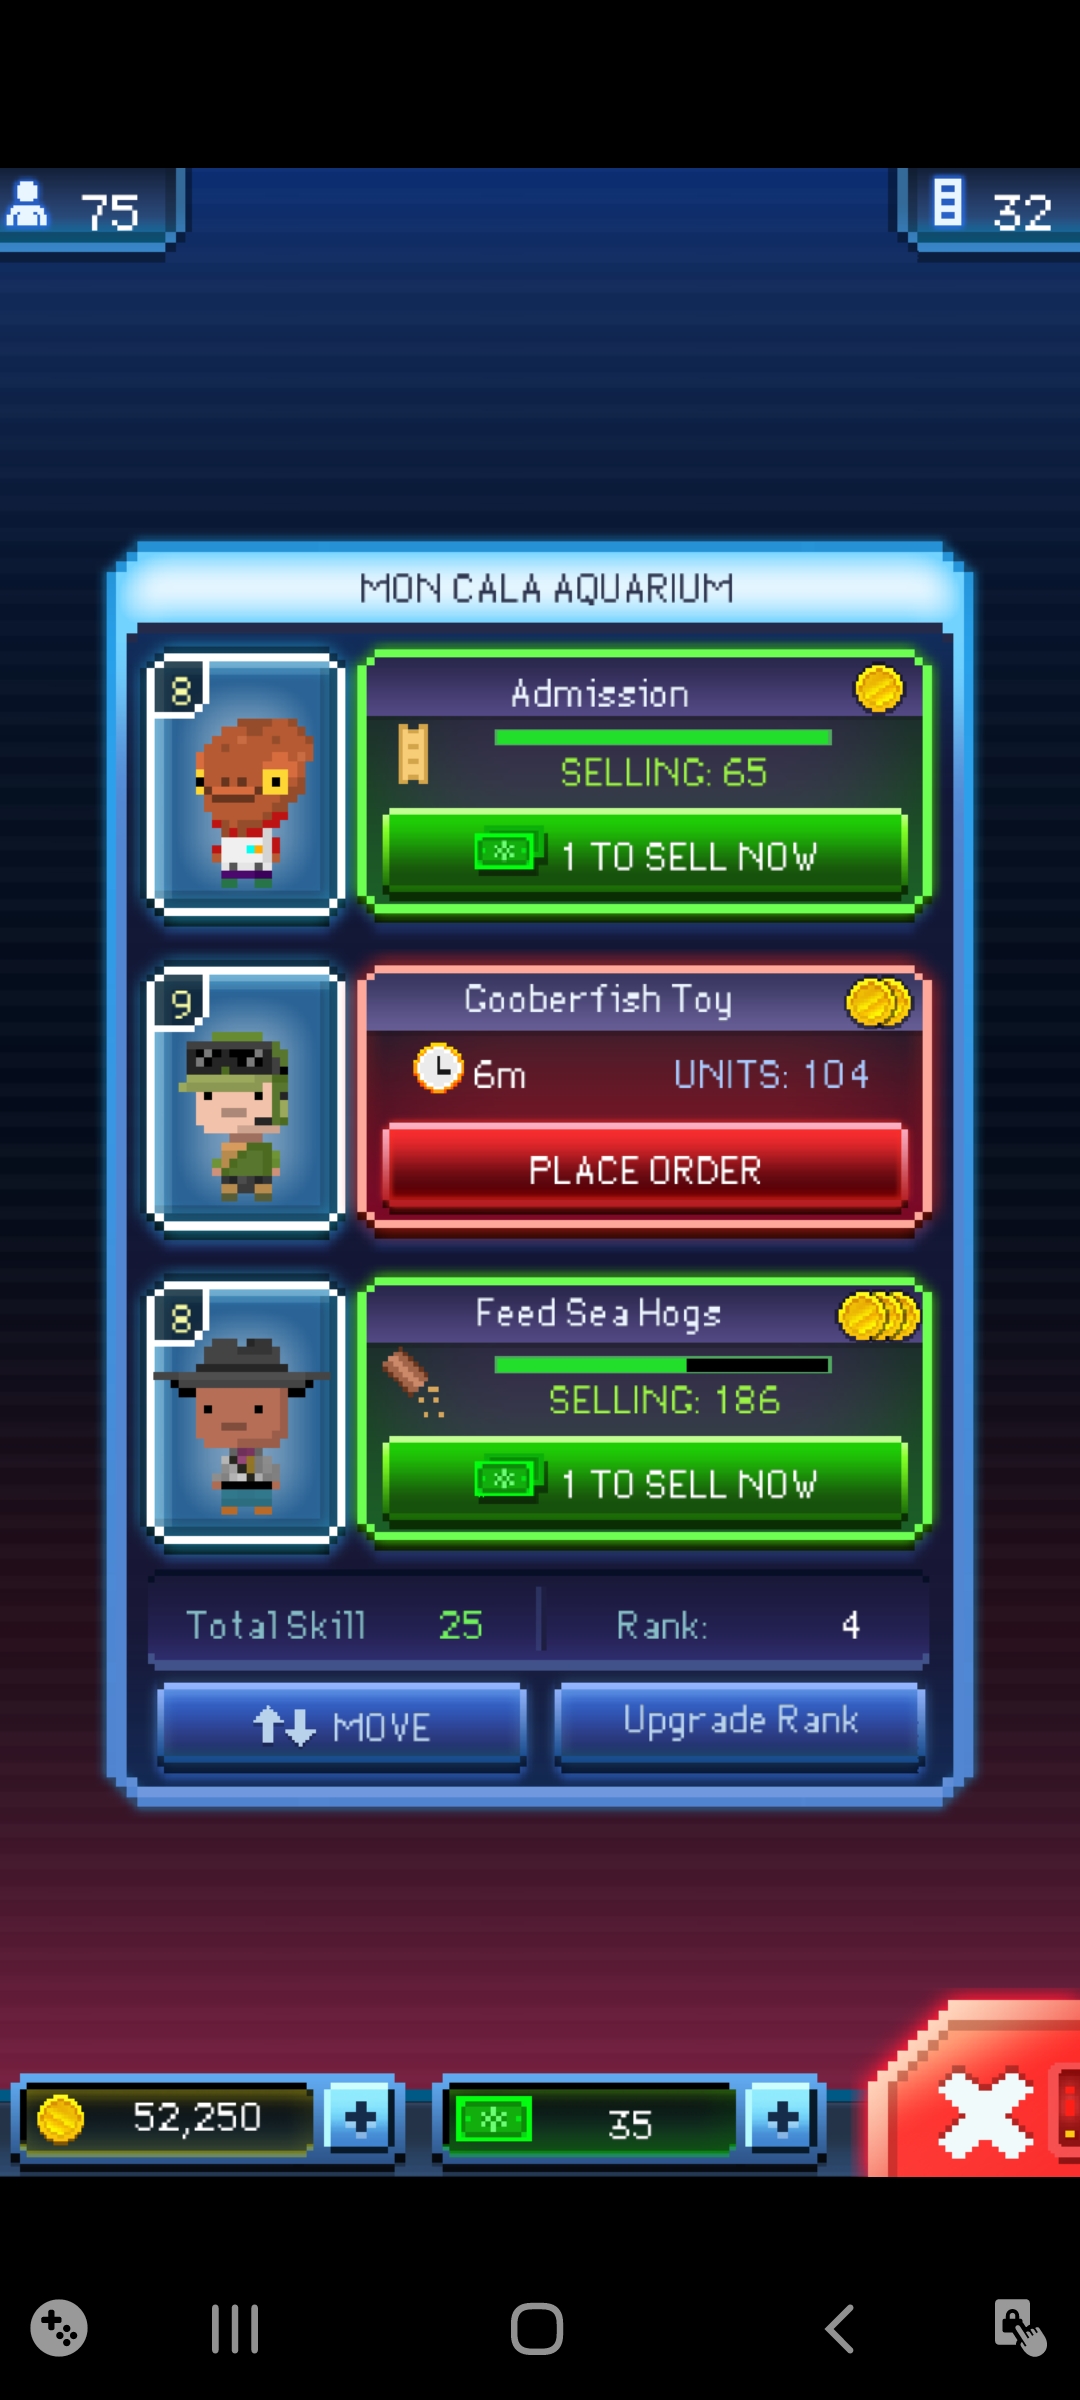 75
32
MON CALA AQUARIUM
8
Admission
SELLING: 65
1 TO SELL NOW
9
Gooberfish Toy
6m
UNITS: 104
PLACE ORDER
8
Feed Sea Hogs
SELLING: 186
1 TO SELL NOW
Total Skill
25
Rank:
4
MOVE
Upgrade Rank
52,250
35